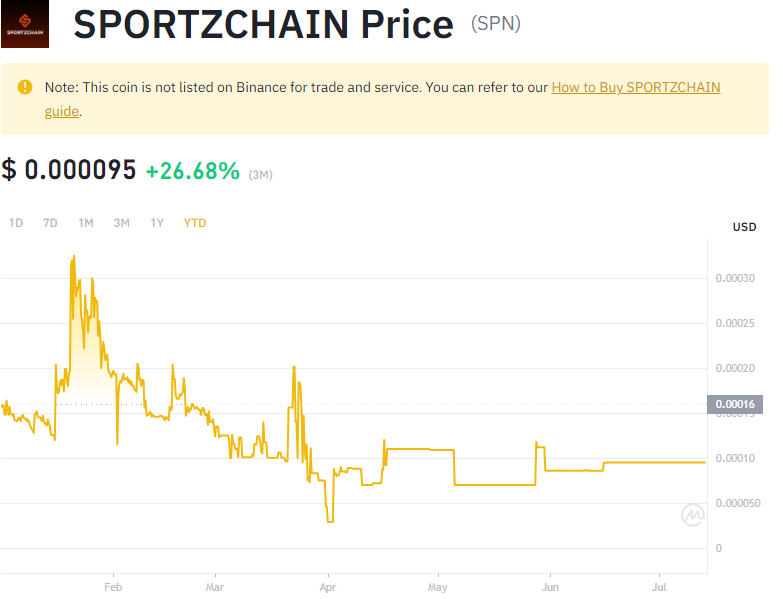 SPORTZCHAIN
SPORTZCHAIN Price (SPN)
Note: This coin is not listed on Binance for trade and service. You can refer to our How to Buy SPORTZCHAIN
guide.
$ 0.000095 +26.68% (3M)
1D 7D 1M 3M 1Y YTD
USD
0.00030
0.00025
0.00020
0.00016
0.00015
0.00010
0.000050
0
Feb Mar Apr May Jun Jul